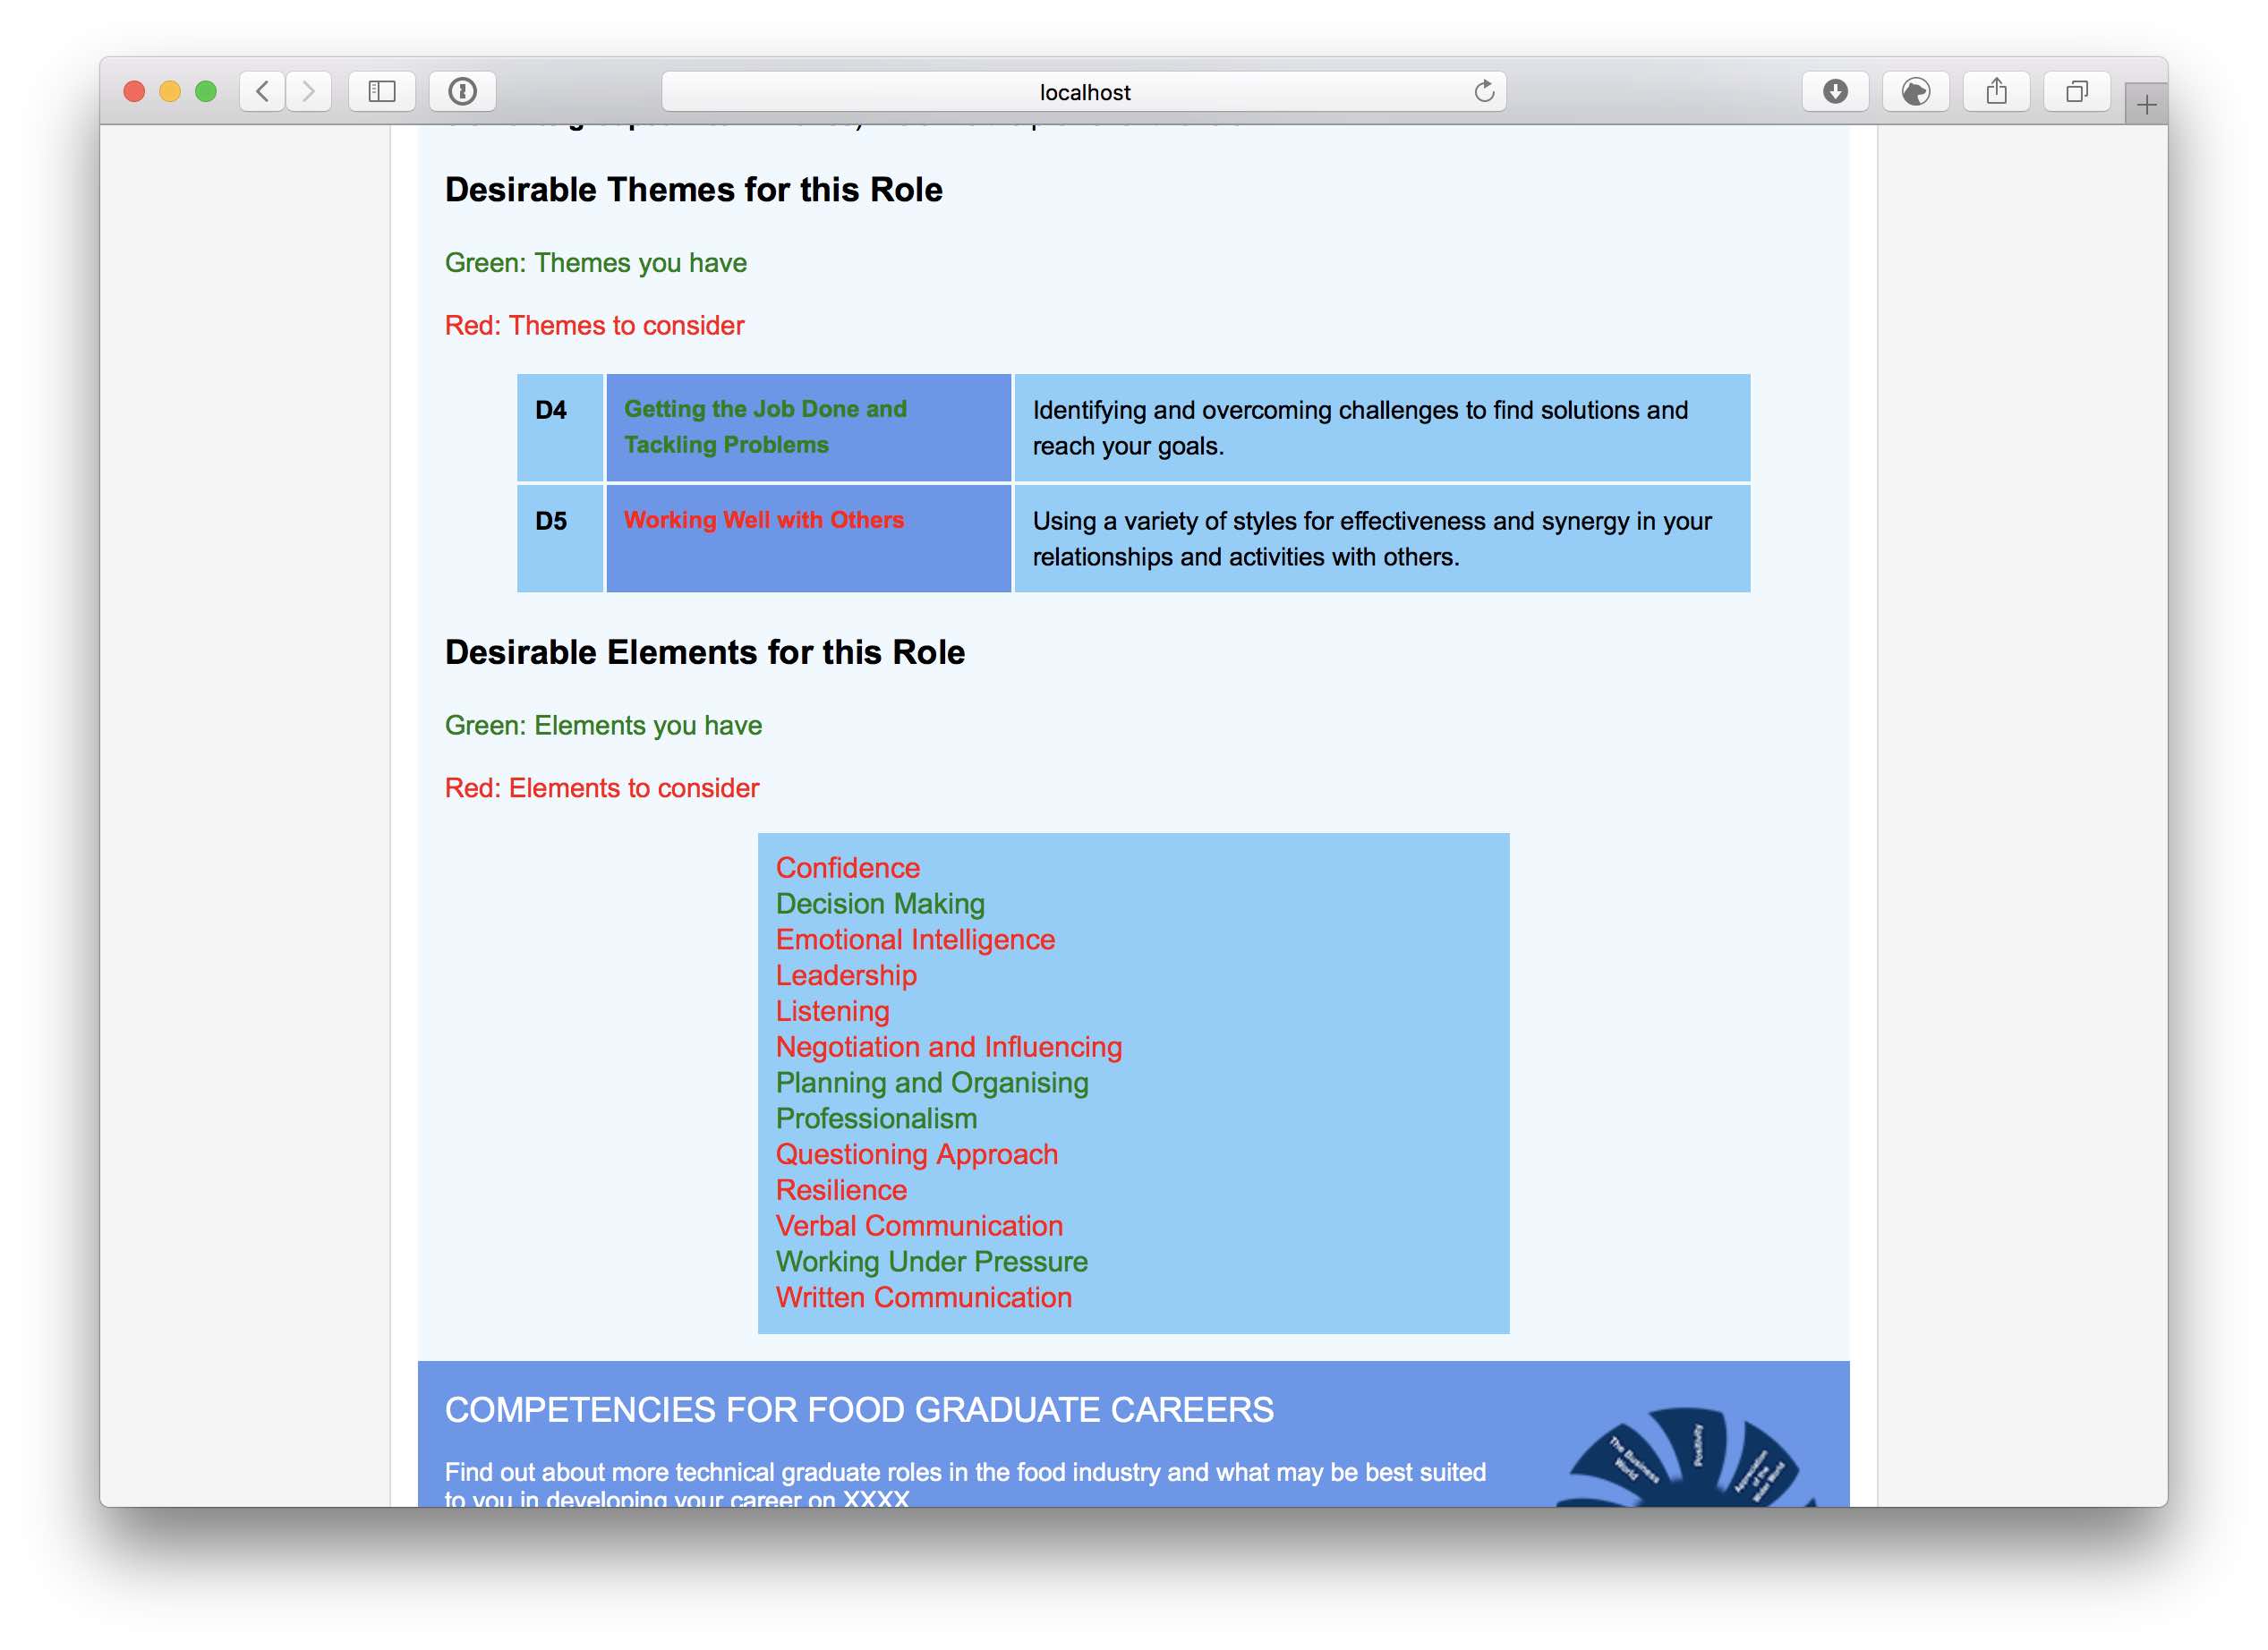 localhost
Desirable Themes for this Role
Green: Themes you have
Red: Themes to consider
D4
Getting the Job Done and
Tackling Problems
Identifying and overcoming challenges to find solutions and
reach your goals.
D5
Working Well with Others
Using a variety of styles for effectiveness and synergy in your
relationships and activities with others.
Desirable Elements for this Role
Green: Elements you have
Red: Elements to consider
Confidence
Decision Making
Emotional Intelligence
Leadership
Listening
Negotiation and Influencing
Planning and Organising
Professionalism
Questioning Approach
Resilience
Verbal Communication
Working Under Pressure
Written Communication
COMPETENCIES FOR FOOD GRADUATE CAREERS
Find out about more technical graduate roles in the food industry and what may be best suited
to you in developing your career on XXXX
The Business
World
Positivity
Appreciation
of the
Wider World